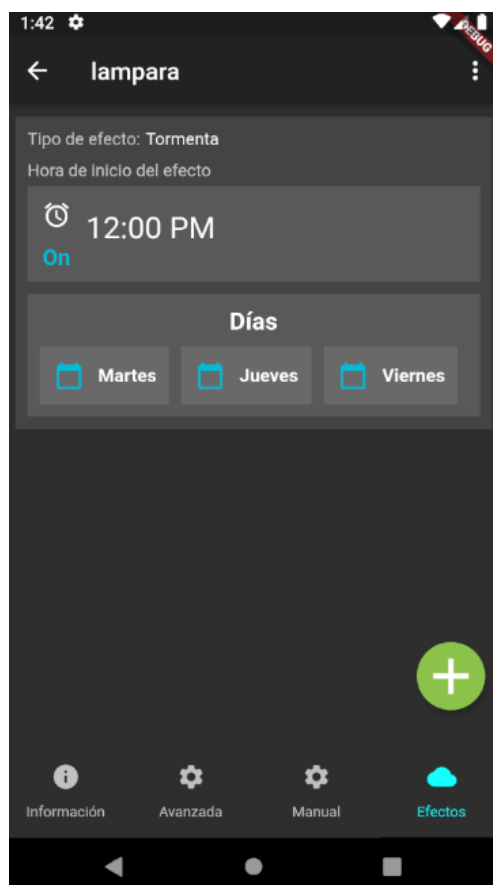 1:42
DEBUG
lampara
Tipo de efecto: Tormenta
Hora de inicio del efecto
12:00 PM
On
Días
Martes Jueves Viernes
Información Avanzada Manual Efectos